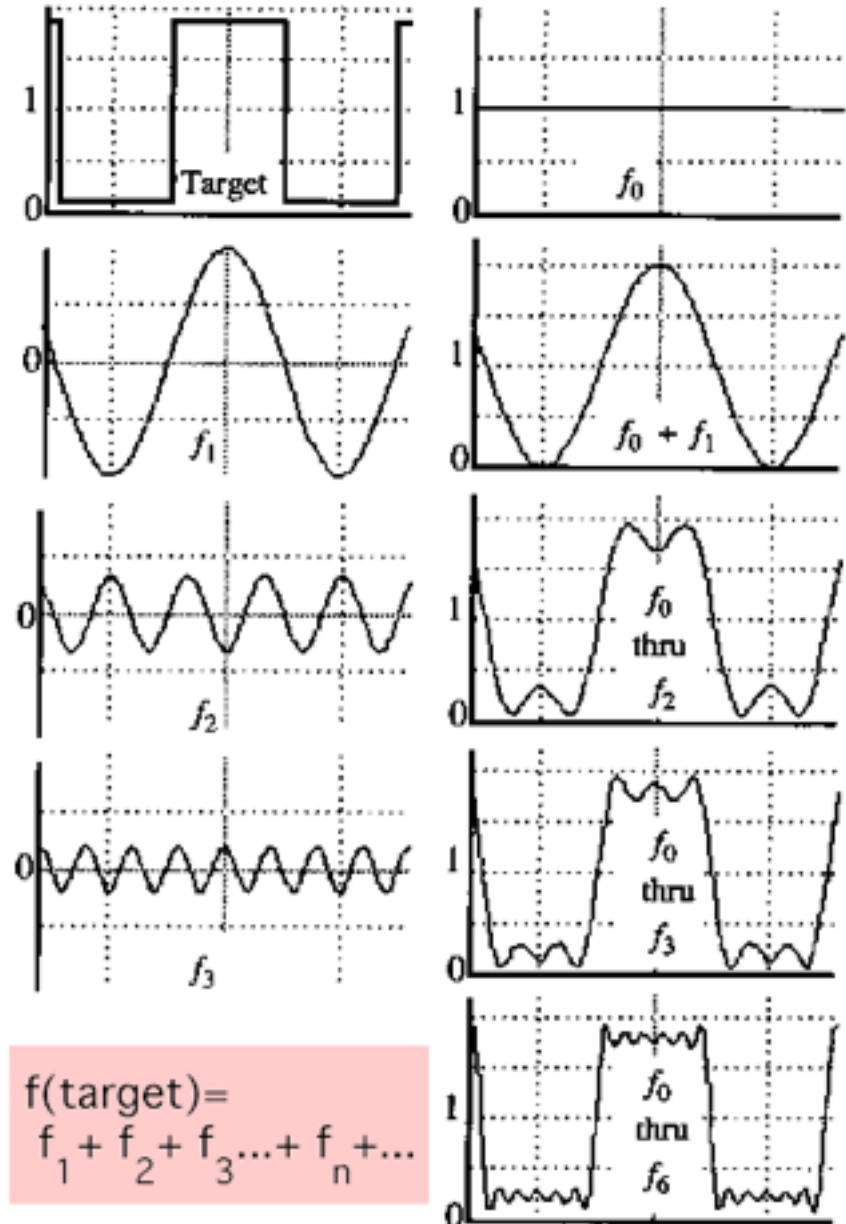 1
0
Target
1
0
f₀
0
f₁
1
0
f₀ + f₁
0
f₂
1
0
f₀
thru
f₂
0
f₃
1
0
f₀
thru
f₃
f(target)=
f₁ + f₂ + f₃...+ fₙ +...
1
0
f₀
thru
f₆